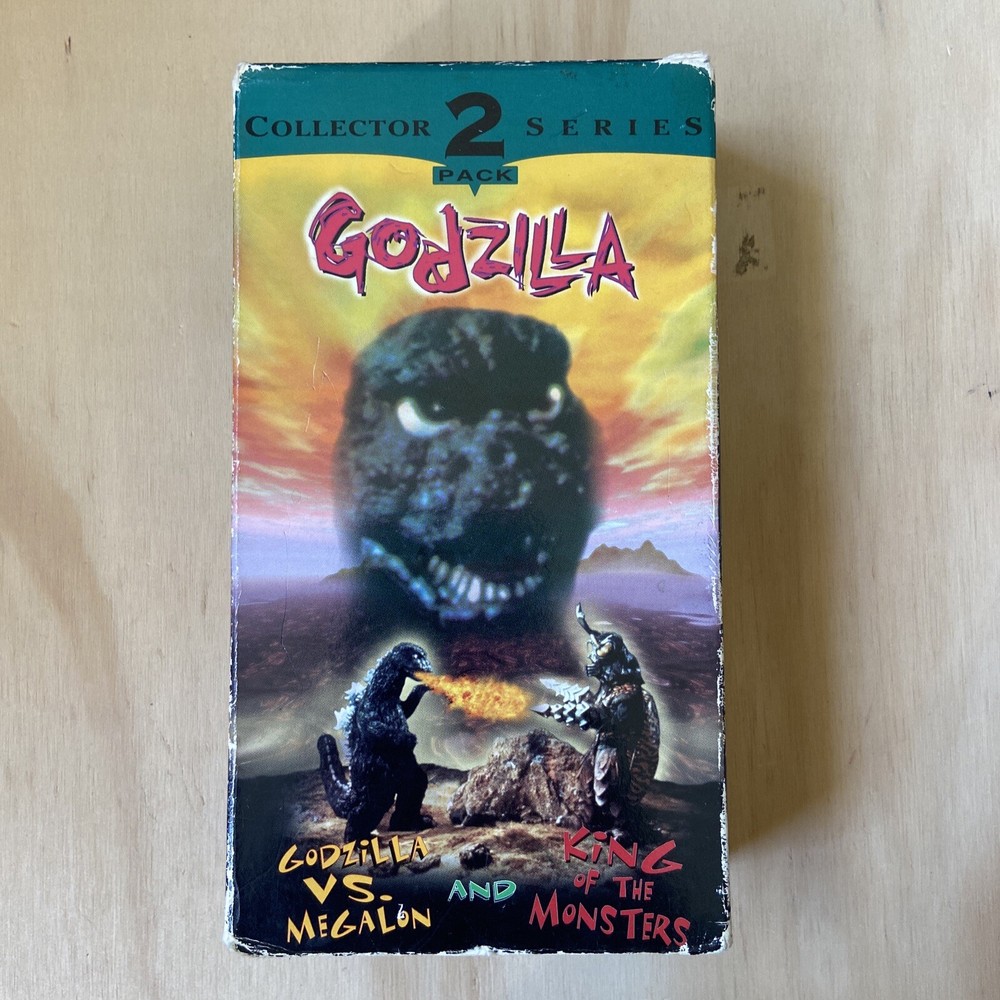 COLLECTOR 2 SERIES
PACK
GODZILLA
GODZILLA
VS.
MEGALON
AND
KING
OF THE
MONSTERS